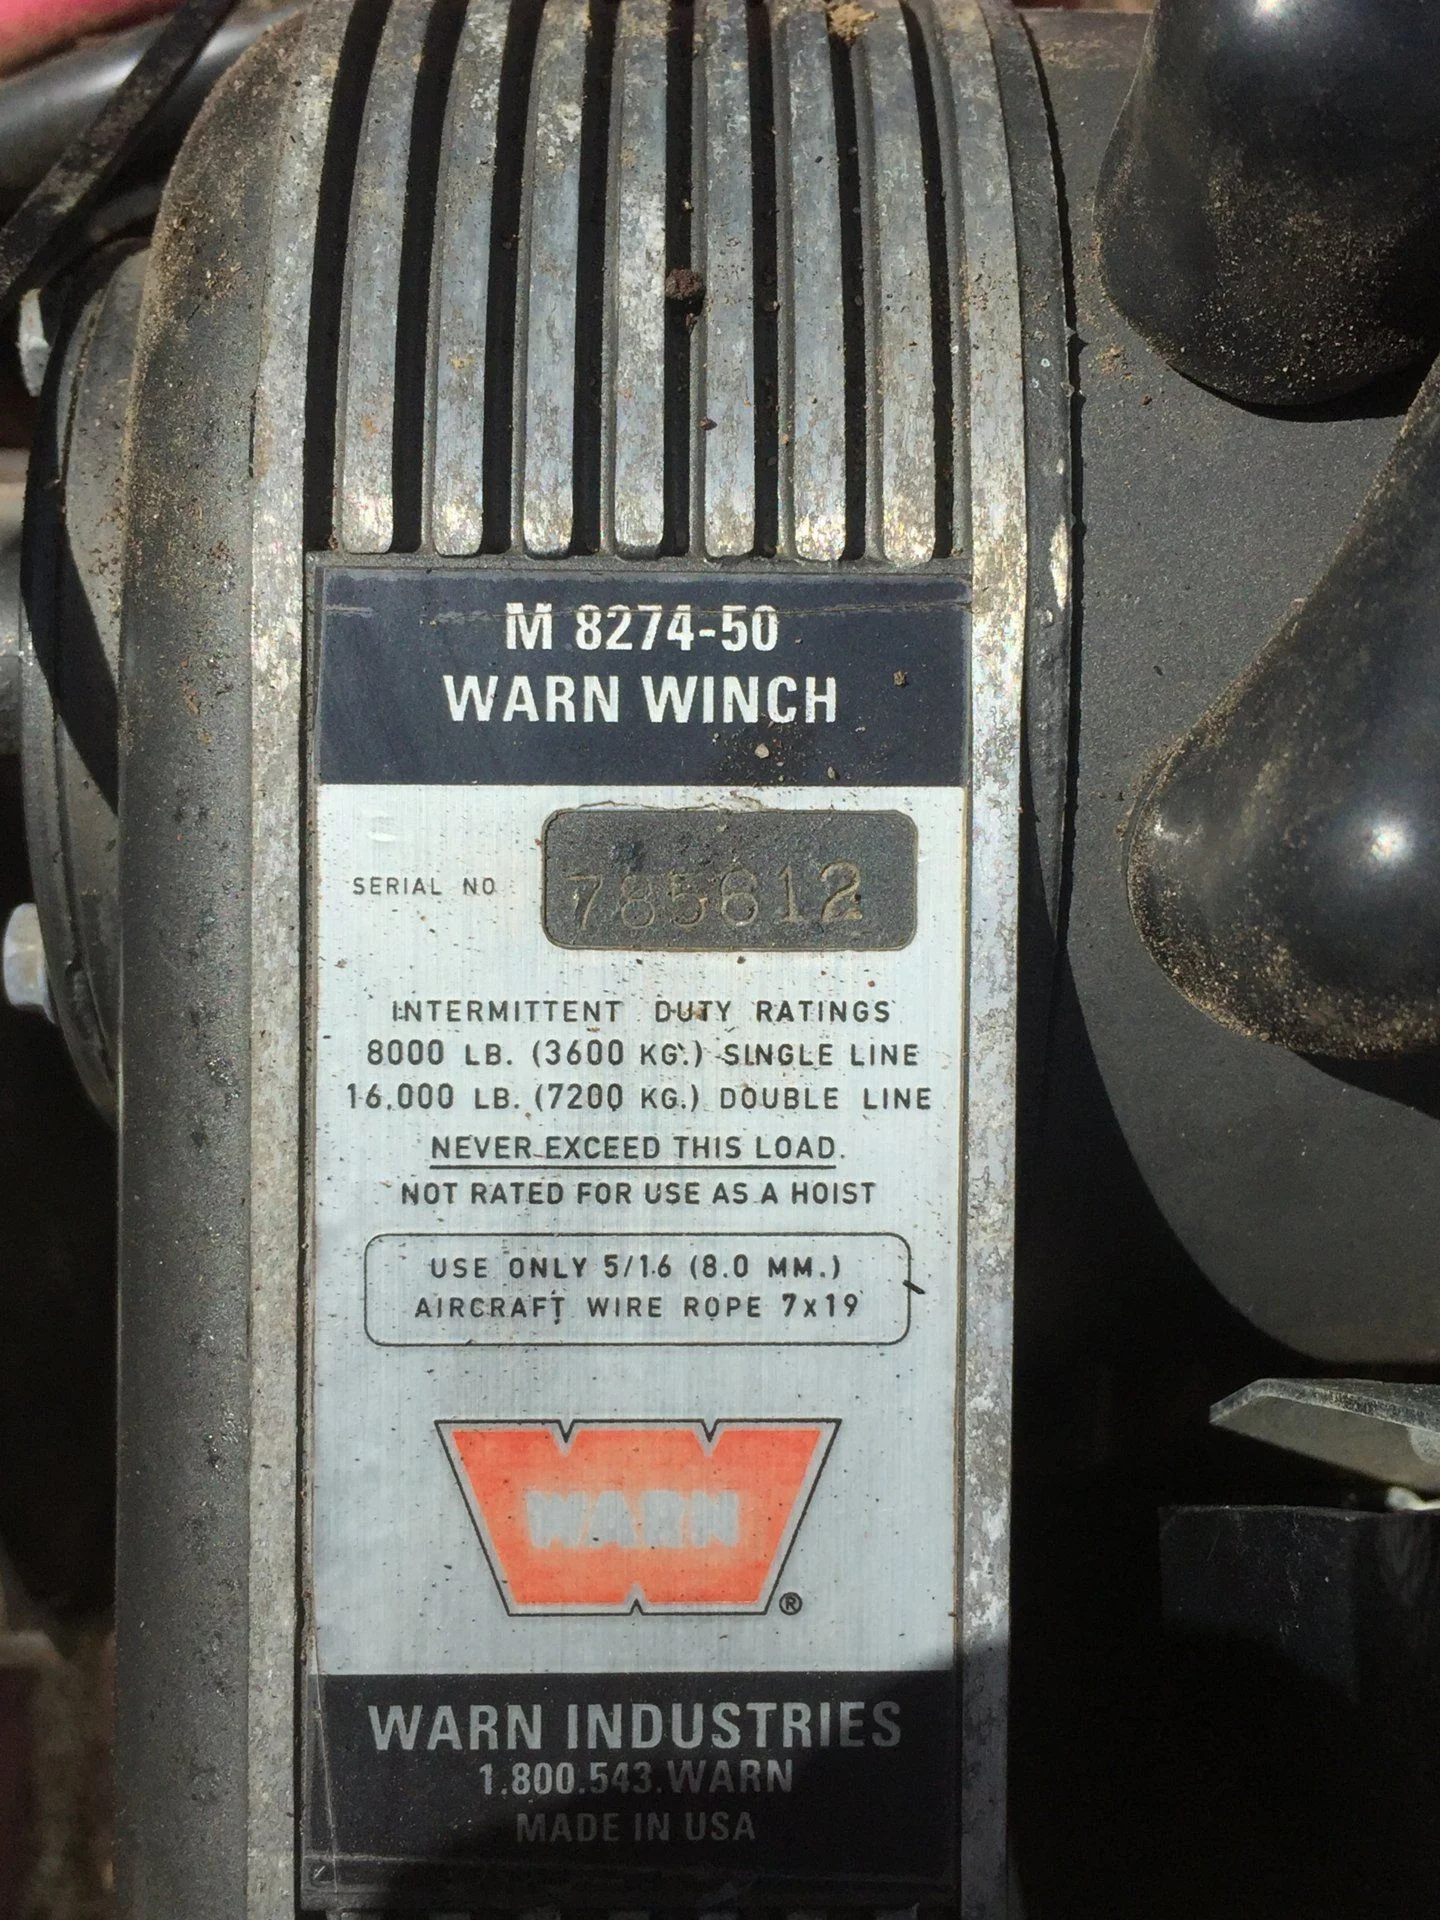 M 8274-50
WARN WINCH
SERIAL NO 785612
INTERMITTENT DUTY RATINGS
8000 LB. (3600 KG.) SINGLE LINE
16,000 LB. (7200 KG.) DOUBLE LINE
NEVER EXCEED THIS LOAD.
NOT RATED FOR USE AS A HOIST
USE ONLY 5/16 (8.0 MM.)
AIRCRAFT WIRE ROPE 7x19
WARN
®
WARN INDUSTRIES
1.800.543.WARN
MADE IN USA